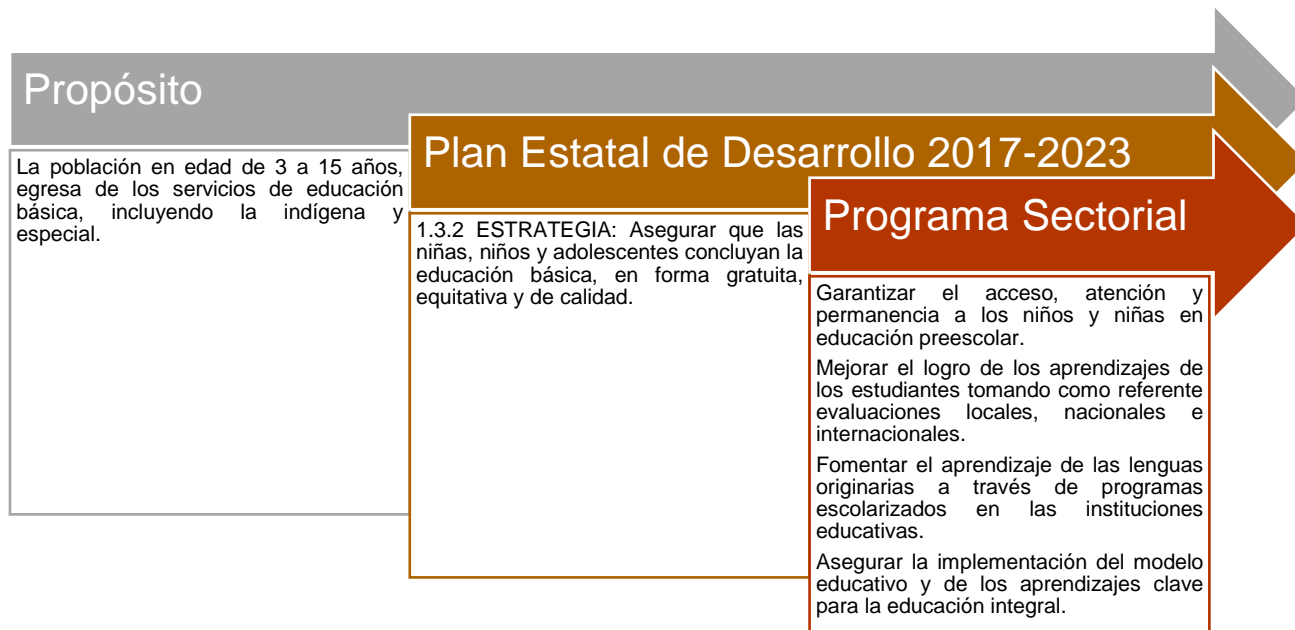 Propósito
La población en edad de 3 a 15 años,
egresa de los servicios de educación
básica, incluyendo la indígena y
especial.
Plan Estatal de Desarrollo 2017-2023
1.3.2 ESTRATEGIA: Asegurar que las
niñas, niños y adolescentes concluyan la
educación básica, en forma gratuita,
equitativa y de calidad.
Programa Sectorial
Garantizar el acceso, atención y
permanencia a los niños y niñas en
educación preescolar.
Mejorar el logro de los aprendizajes de
los estudiantes tomando como referente
evaluaciones locales, nacionales e
internacionales.
Fomentar el aprendizaje de las lenguas
originarias a través de programas
escolarizados en las instituciones
educativas.
Asegurar la implementación del modelo
educativo y de los aprendizajes clave
para la educación integral.